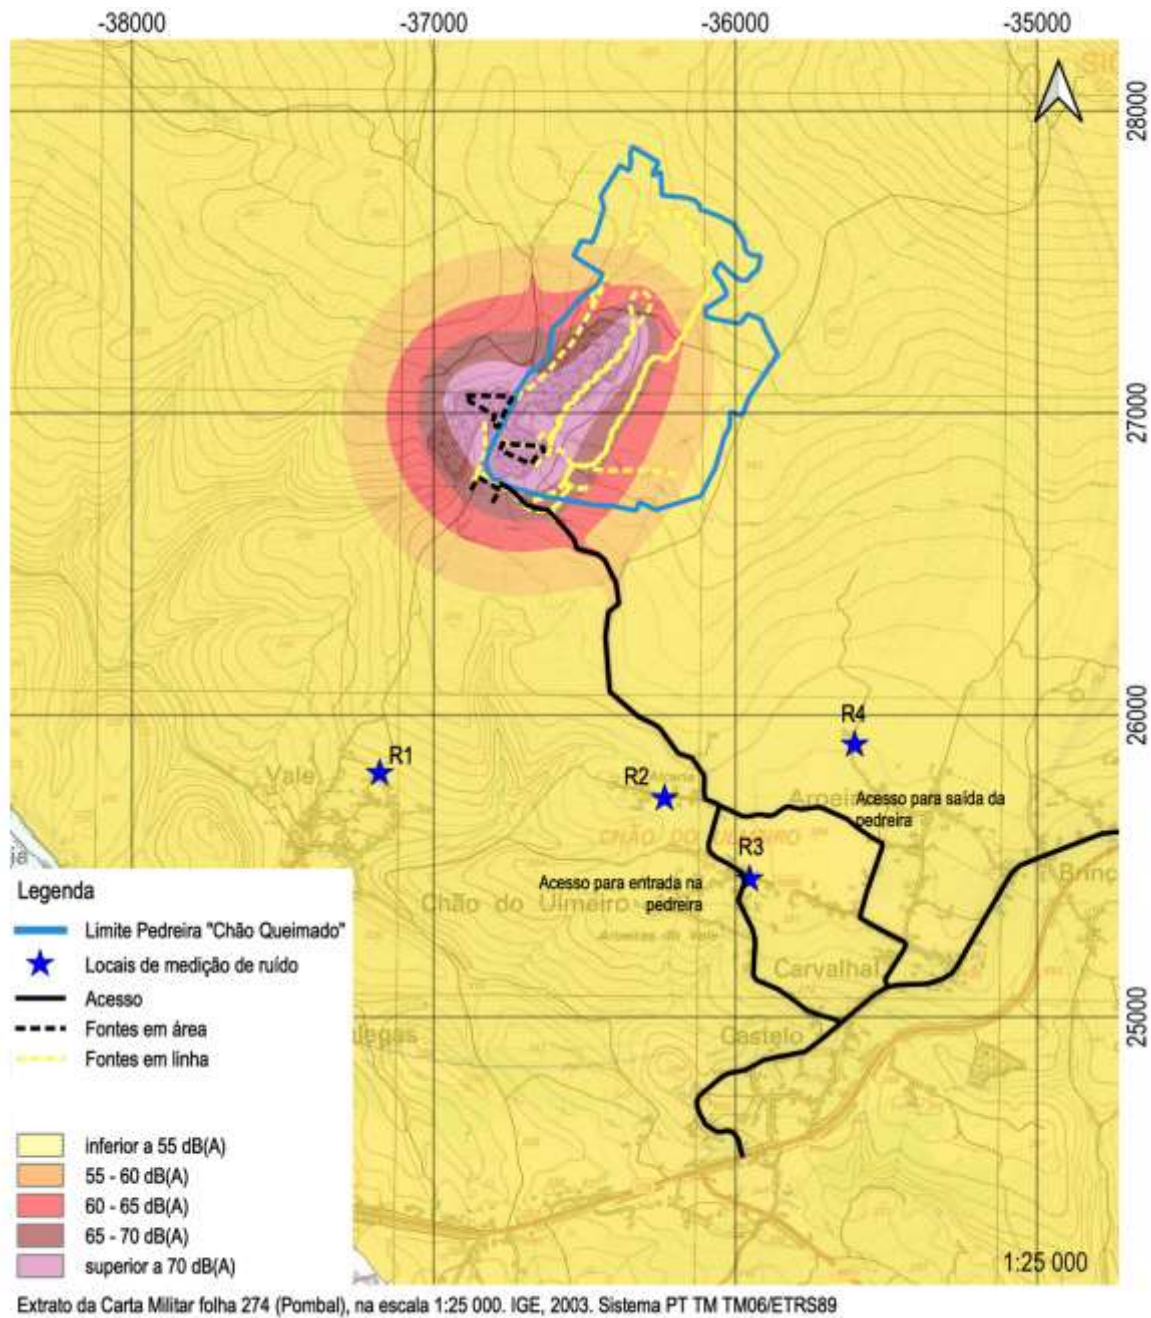 -38000 -37000 -36000 -35000
28000
27000
26000
25000
R4
R1
Vale
R2
Acesso para saída da
pedreira
CHÃO DO ULMEIRO
R3
Acesso para entrada na
pedreira
Chão do Ulmeiro
Carvalhal
Castelo
Legenda
Limite Pedreira "Chão Queimado"
Locais de medição de ruído
Acesso
Fontes em área
Fontes em linha
inferior a 55 dB(A)
55 - 60 dB(A)
60 - 65 dB(A)
65 - 70 dB(A)
superior a 70 dB(A)
1:25 000
Extrato da Carta Militar folha 274 (Pombal), na escala 1:25 000. IGE, 2003. Sistema PT TM TM06/ETRS89